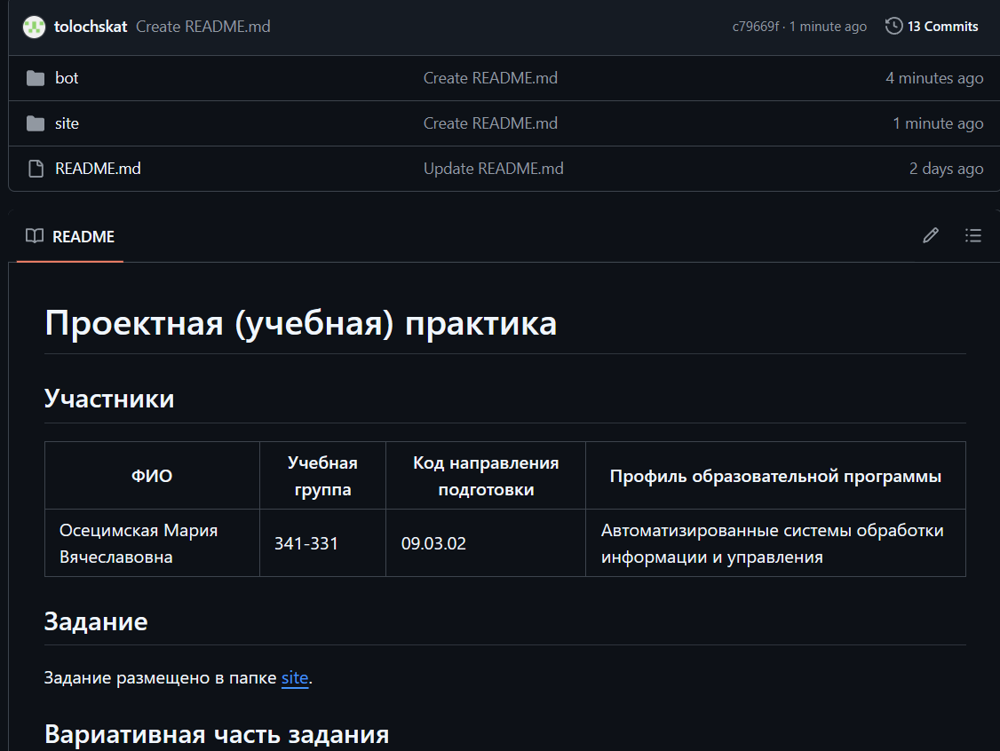 tolochskat Create README.md c79669f · 1 minute ago 13 Commits
bot Create README.md 4 minutes ago
site Create README.md 1 minute ago
README.md Update README.md 2 days ago
README
Проектная (учебная) практика
Участники
ФИО
Учебная
группа
Код направления
подготовки
Профиль образовательной программы
Осецимская Мария
Вячеславовна
341-331
09.03.02
Автоматизированные системы обработки
информации и управления
Задание
Задание размещено в папке site.
Вариативная часть задания